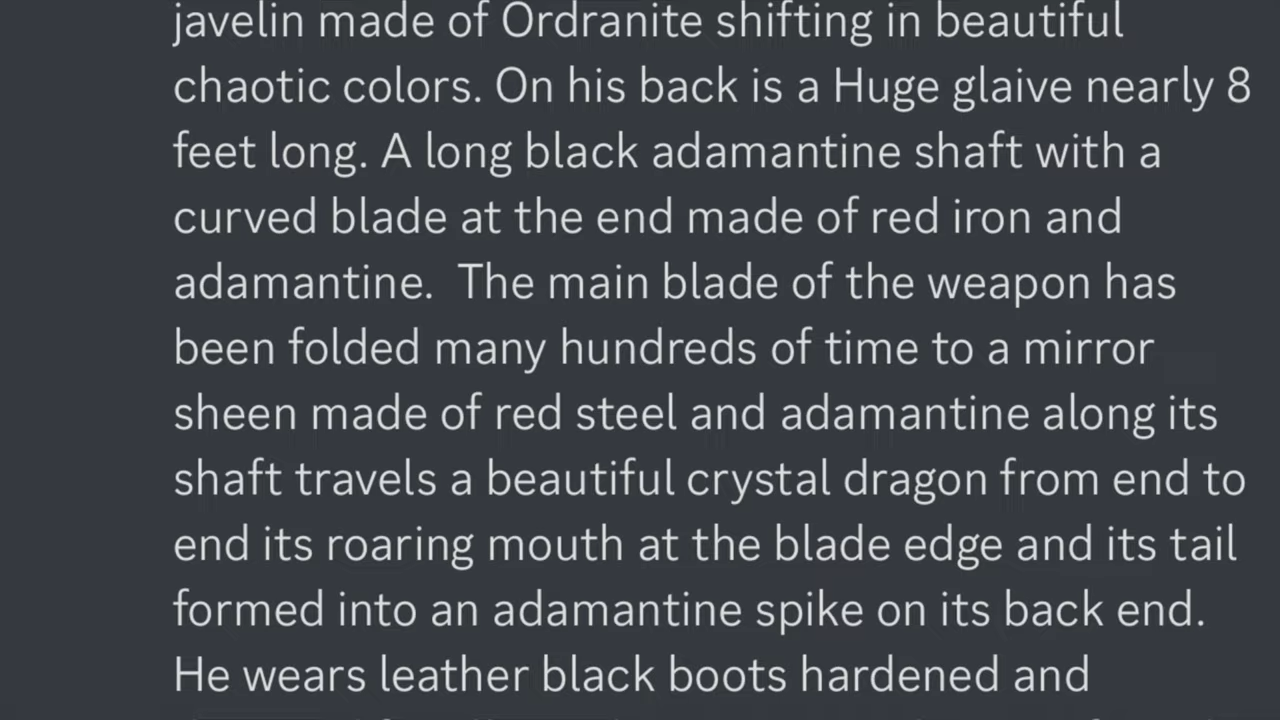 javelin made of Ordranite shifting in beautiful
chaotic colors. On his back is a Huge glaive nearly 8
feet long. A long black adamantine shaft with a
curved blade at the end made of red iron and
adamantine.  The main blade of the weapon has
been folded many hundreds of time to a mirror
sheen made of red steel and adamantine along its
shaft travels a beautiful crystal dragon from end to
end its roaring mouth at the blade edge and its tail
formed into an adamantine spike on its back end.
He wears leather black boots hardened and